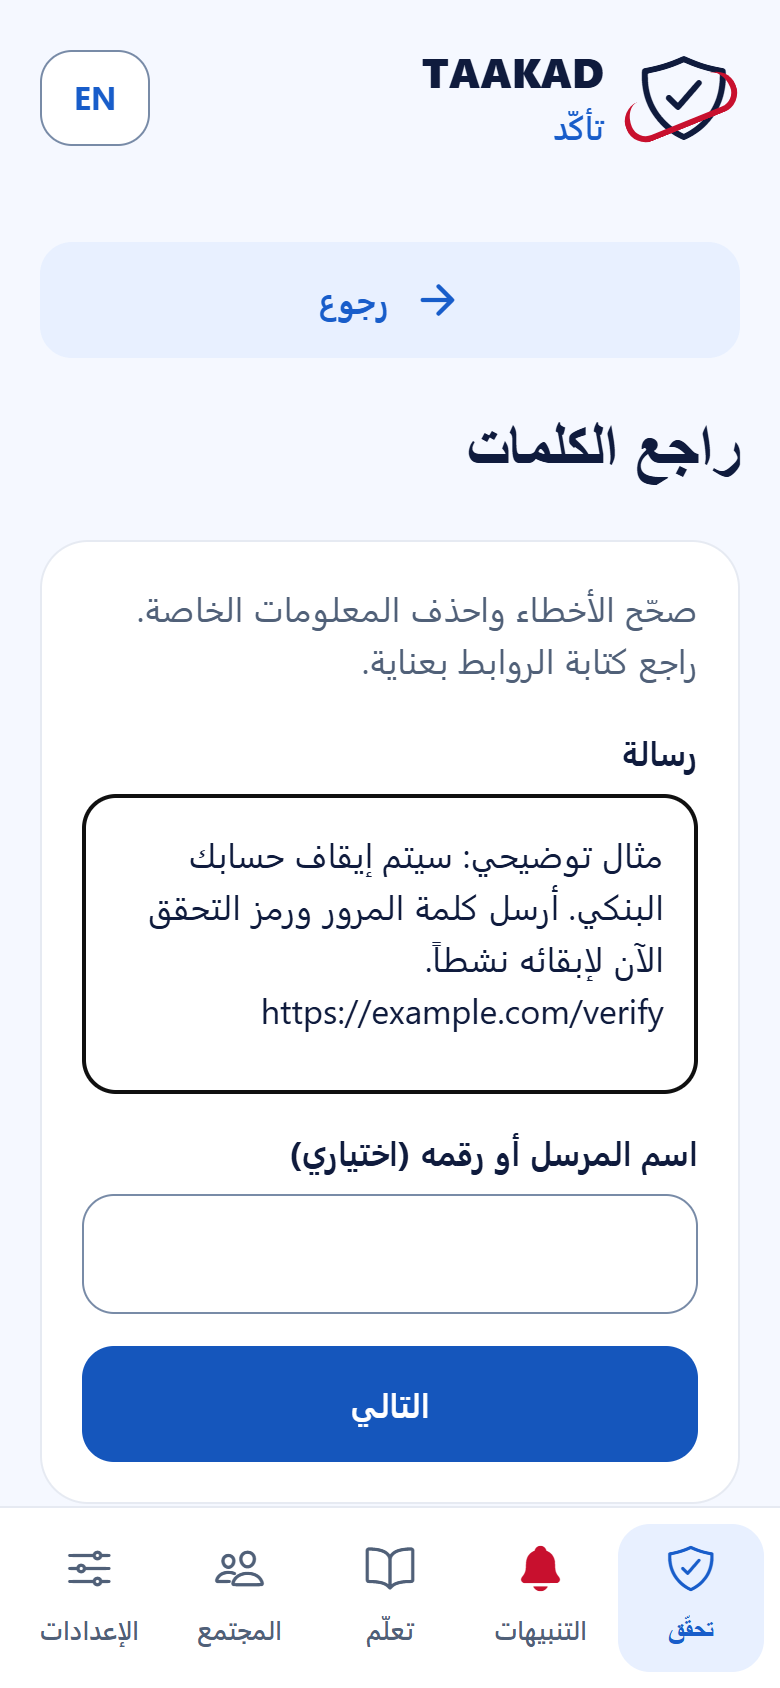 TAAKAD
تأكّد
EN
رجوع
راجع الكلمات
صحّح الأخطاء واحذف المعلومات الخاصة.
راجع كتابة الروابط بعناية.
رسالة
مثال توضيحي: سيتم إيقاف حسابك
البنكي. أرسل كلمة المرور ورمز التحقق
الآن لإبقائه نشطاً.
https://example.com/verify
اسم المرسل أو رقمه (اختياري)
التالي
تحقّق
التنبيهات
تعلّم
المجتمع
الإعدادات